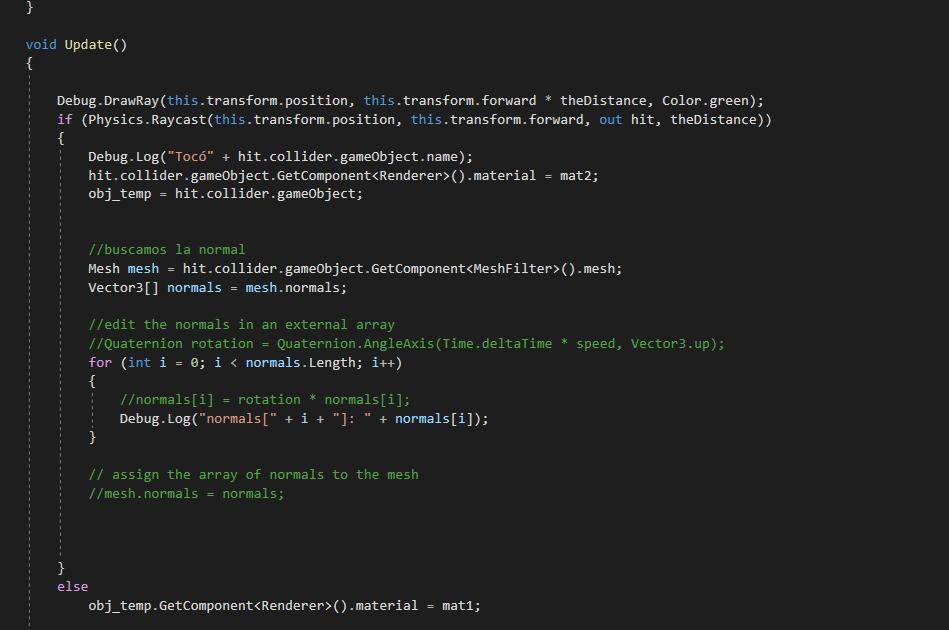 }
void Update()
{
Debug.DrawRay(this.transform.position, this.transform.forward * theDistance, Color.green);
if (Physics.Raycast(this.transform.position, this.transform.forward, out hit, theDistance))
{
Debug.Log("Tocó" + hit.collider.gameObject.name);
hit.collider.gameObject.GetComponent<Renderer>().material = mat2;
obj_temp = hit.collider.gameObject;
//buscamos la normal
Mesh mesh = hit.collider.gameObject.GetComponent<MeshFilter>().mesh;
Vector3[] normals = mesh.normals;
//edit the normals in an external array
//Quaternion rotation = Quaternion.AngleAxis(Time.deltaTime * speed, Vector3.up);
for (int i = 0; i < normals.Length; i++)
{
//normals[i] = rotation * normals[i];
Debug.Log("normals[" + i + "]: " + normals[i]);
}
// assign the array of normals to the mesh
//mesh.normals = normals;
}
else
obj_temp.GetComponent<Renderer>().material = mat1;